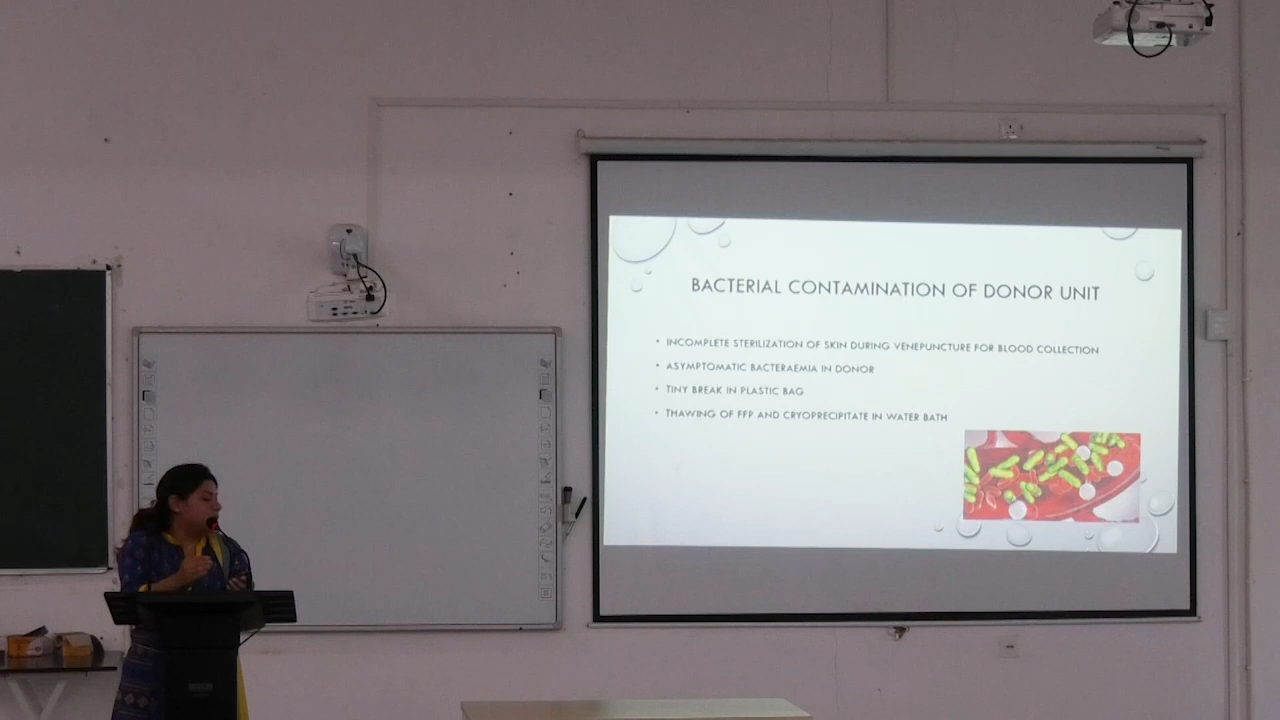 BACTERIAL CONTAMINATION OF DONOR UNIT
• INCOMPLETE STERILIZATION OF SKIN DURING VENEPUNCTURE FOR BLOOD COLLECTION
• ASYMPTOMATIC BACTERAEMIA IN DONOR
• TINY BREAK IN PLASTIC BAG
• THAWING OF FFP AND CRYOPRECIPITATE IN WATER BATH